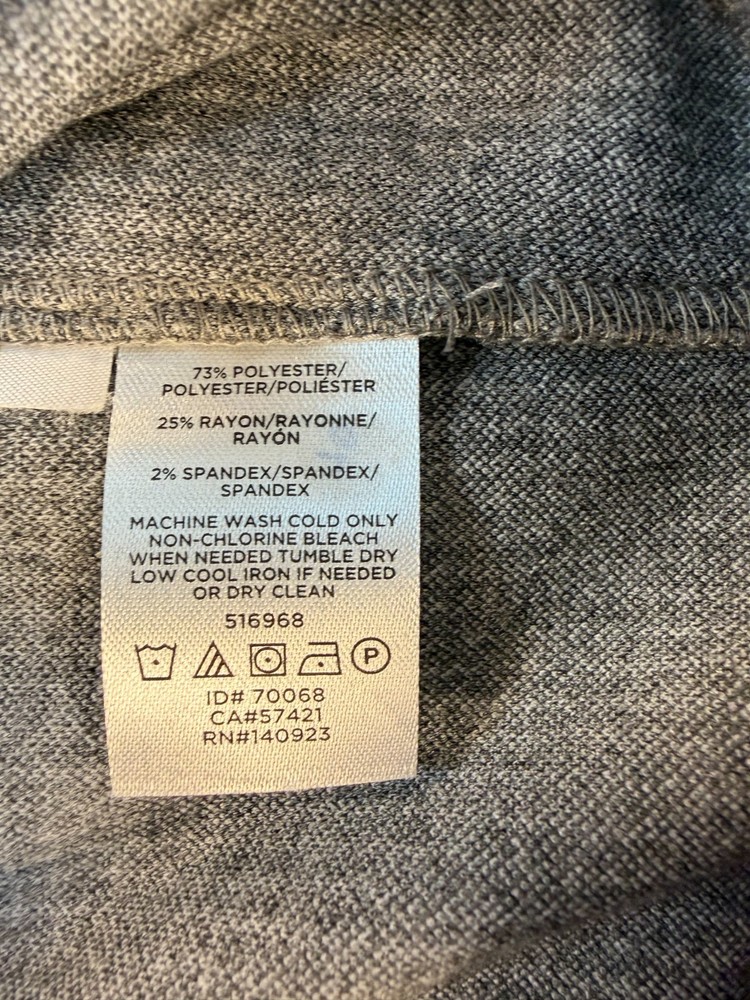 73% POLYESTER/
POLYESTER/POLIÉSTER
25% RAYON/RAYONNE/
RAYÓN
2% SPANDEX/SPANDEX/
SPANDEX
MACHINE WASH COLD ONLY
NON-CHLORINE BLEACH
WHEN NEEDED TUMBLE DRY
LOW COOL IRON IF NEEDED
OR DRY CLEAN
516968
P
ID# 70068
CA#57421
RN#140923